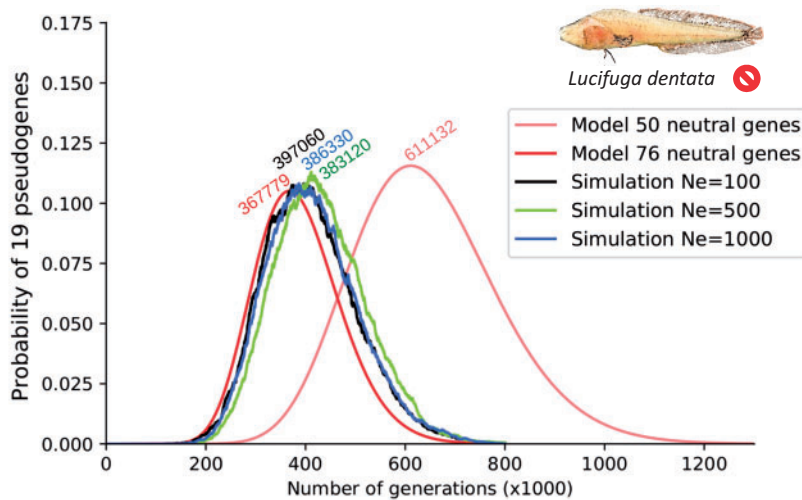 Lucifuga dentata
Probability of 19 pseudogenes
0.175
0.150
0.125
0.100
0.075
0.050
0.025
0.000
397060
386330
383120
367779
611132
Model 50 neutral genes
Model 76 neutral genes
Simulation Ne=100
Simulation Ne=500
Simulation Ne=1000
0 200 400 600 800 1000 1200
Number of generations (x1000)